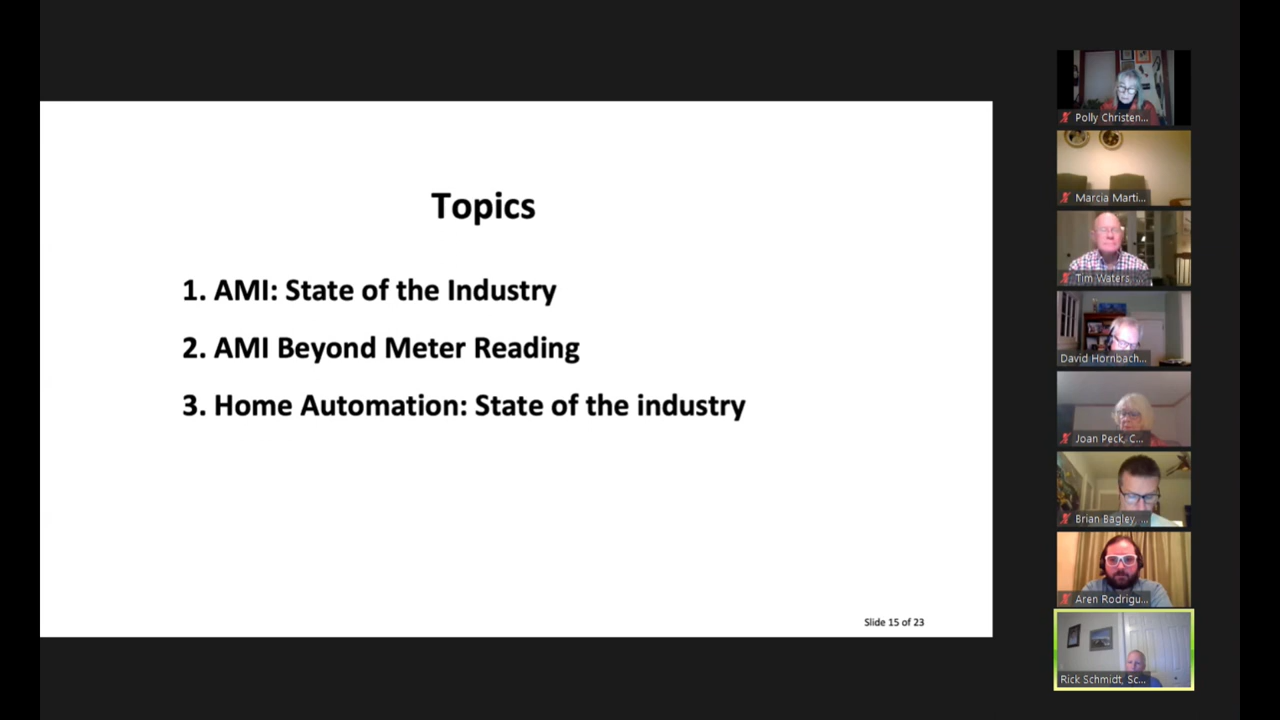 Topics
1. AMI: State of the Industry
2. AMI Beyond Meter Reading
3. Home Automation: State of the industry
Slide 15 of 23
Polly Christen...
Marcia Marti...
Tim Waters,
David Hornbach...
Joan Peck, C...
Brian Bagley, ...
Aren Rodrigu...
Rick Schmidt, Sc...